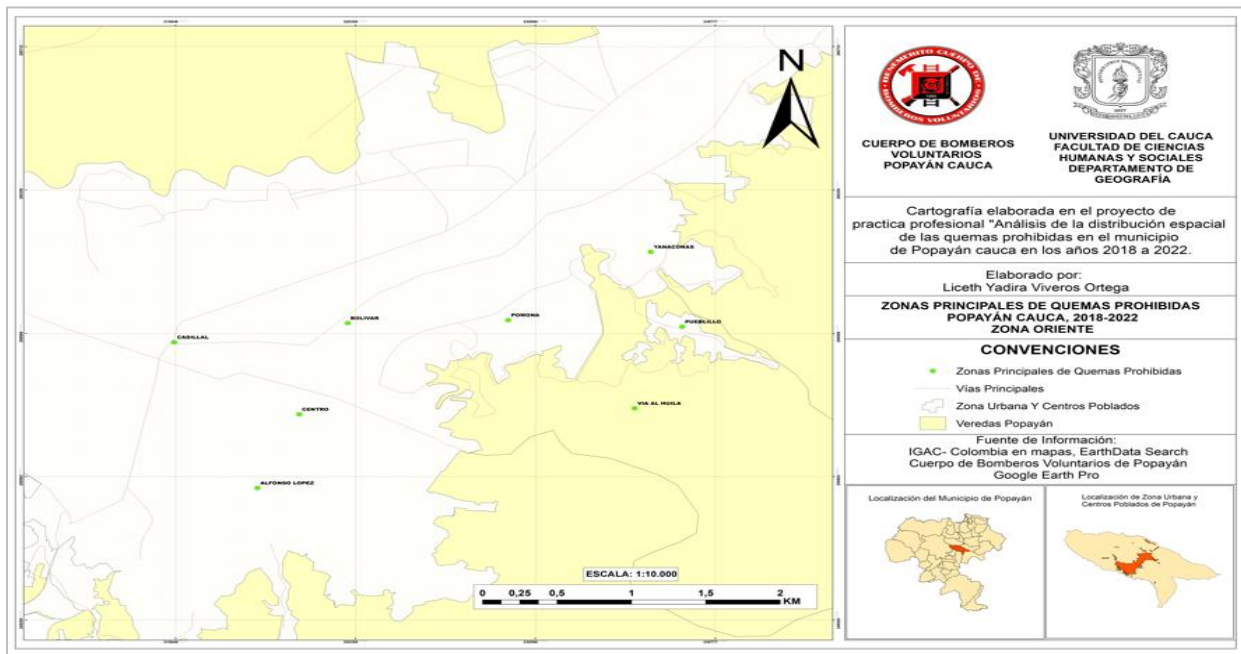 N
YANACONAS
BOLIVAR
POMONA
PUEBLILLO
CADILLAL
CENTRO
VIA AL HUILA
ALFONSO LOPEZ
ESCALA: 1:10.000
0 0,25 0,5 1 1,5 2
KM
BENEMERITO CUERPO DE
BOMBEROS VOLUNTARIOS
CUERPO DE BOMBEROS
VOLUNTARIOS
POPAYÁN CAUCA
UNIVERSIDAD DEL CAUCA
FACULTAD DE CIENCIAS
HUMANAS Y SOCIALES
DEPARTAMENTO DE
GEOGRAFÍA
Cartografía elaborada en el proyecto de
practica profesional "Análisis de la distribución espacial
de las quemas prohibidas en el municipio
de Popayán cauca en los años 2018 a 2022.
Elaborado por:
Liceth Yadira Viveros Ortega
ZONAS PRINCIPALES DE QUEMAS PROHIBIDAS
POPAYÁN CAUCA, 2018-2022
ZONA ORIENTE
CONVENCIONES
Zonas Principales de Quemas Prohibidas
Vías Principales
Zona Urbana Y Centros Poblados
Veredas Popayán
Fuente de Información:
IGAC- Colombia en mapas, EarthData Search
Cuerpo de Bomberos Voluntarios de Popayán
Google Earth Pro
Localización del Municipio de Popayán
Localización de Zona Urbana y
Centros Poblados de Popayán